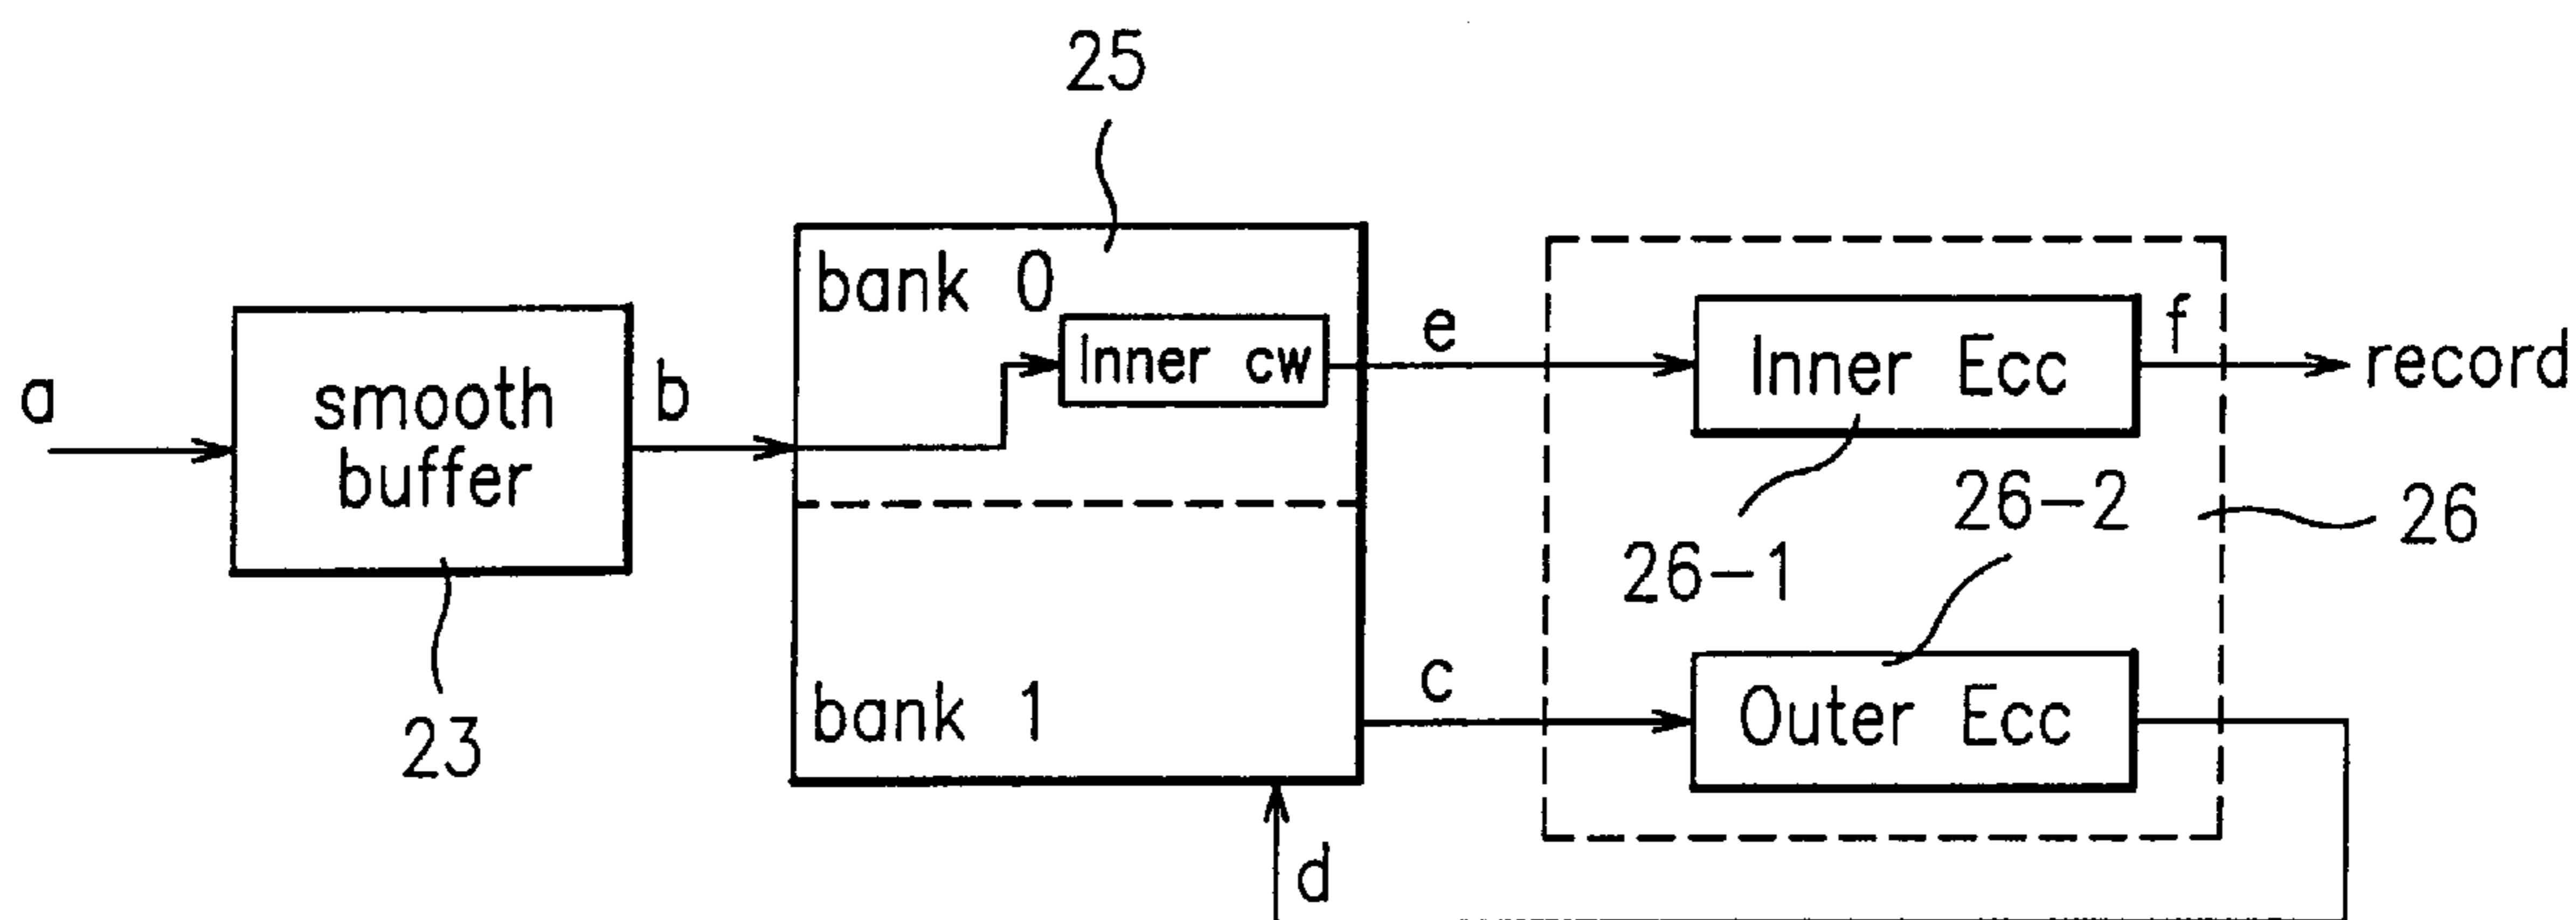 25
bank 0
Inner cw
e
Inner Ecc
f
record
a
smooth
buffer
b
26-2
26
26-1
c
Outer Ecc
bank 1
23
d